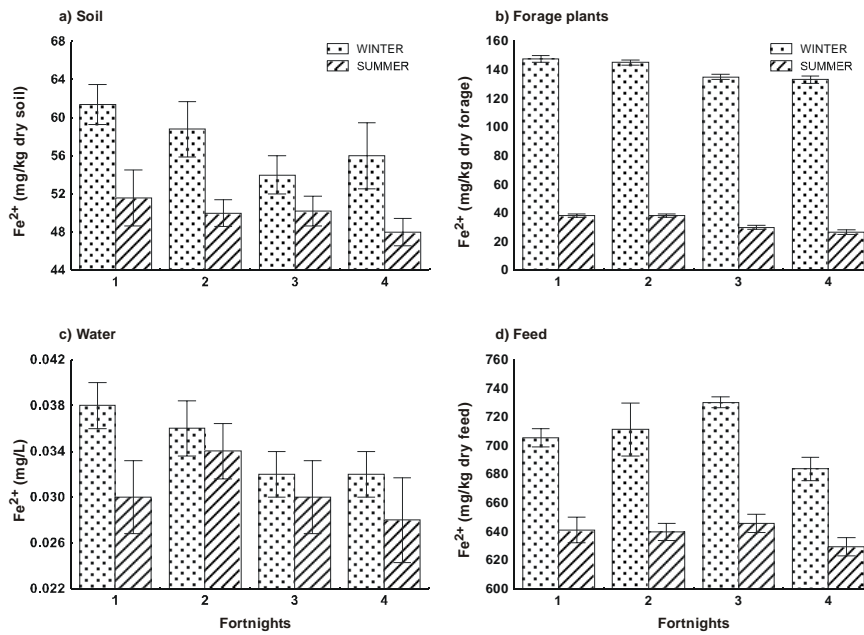 a) Soil
Fe2+ (mg/kg dry soil)
68
64
60
56
52
48
44
WINTER
SUMMER
1 2 3 4
b) Forage plants
Fe2+ (mg/kg dry forage)
160
140
120
100
80
60
40
20
0
WINTER
SUMMER
1 2 3 4
c) Water
Fe2+ (mg/L)
0.042
0.038
0.034
0.030
0.026
0.022
1 2 3 4
Fortnights
d) Feed
Fe2+ (mg/kg dry feed)
760
740
720
700
680
660
640
620
600
1 2 3 4
Fortnights